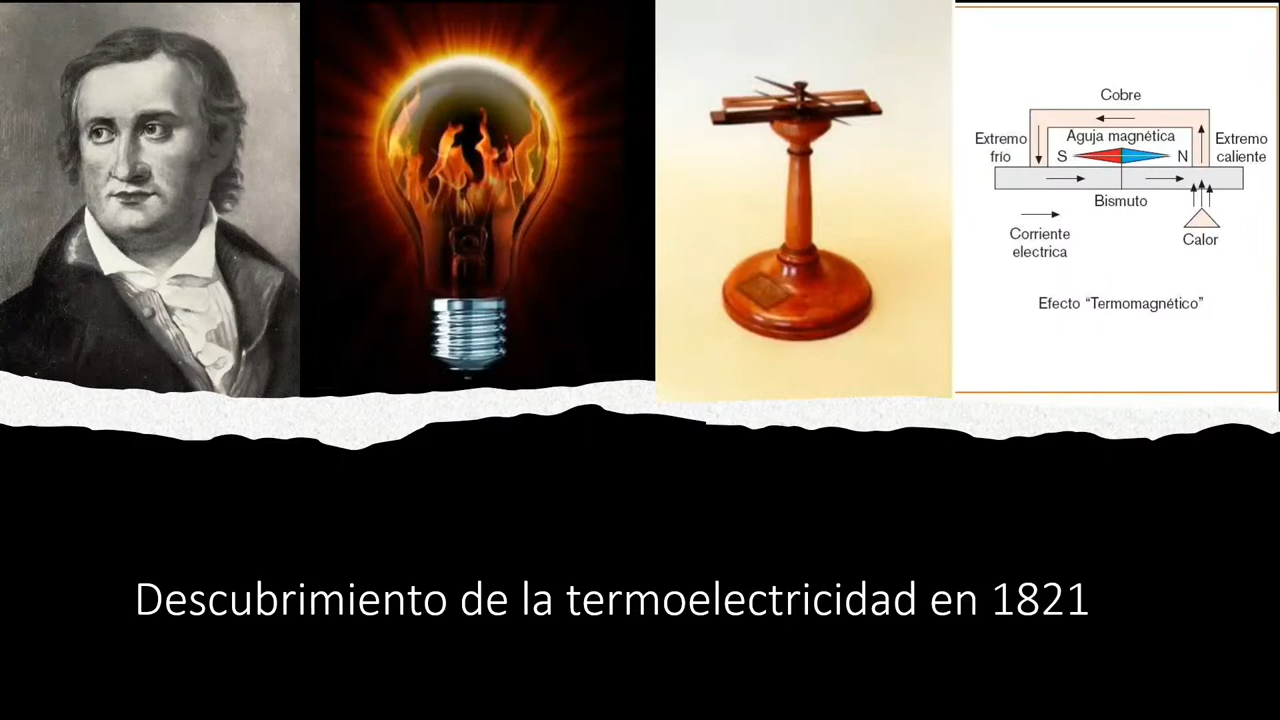 Cobre
Aguja magnética
Extremo
frío
S
N
Extremo
caliente
Bismuto
Corriente
electrica
Calor
Efecto “Termomagnético”
Descubrimiento de la termoelectricidad en 1821